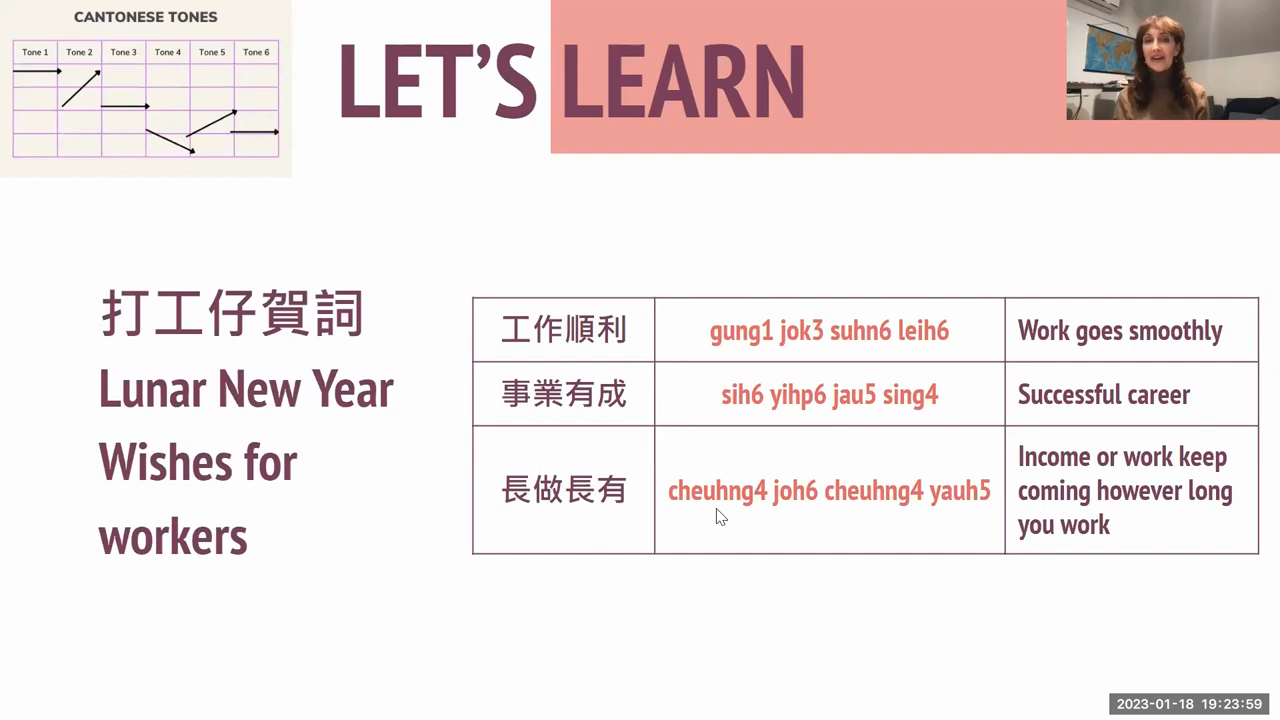 CANTONESE TONES
Tone 1 Tone 2 Tone 3 Tone 4 Tone 5 Tone 6
LET'S LEARN
打工仔賀詞
Lunar New Year
Wishes for
workers
工作順利 gung1 jok3 suhn6 leih6 Work goes smoothly
事業有成 sih6 yihp6 jau5 sing4 Successful career
長做長有 cheuhng4 joh6 cheuhng4 yauh5 Income or work keep
coming however long
you work
2023-01-18 19:23:59